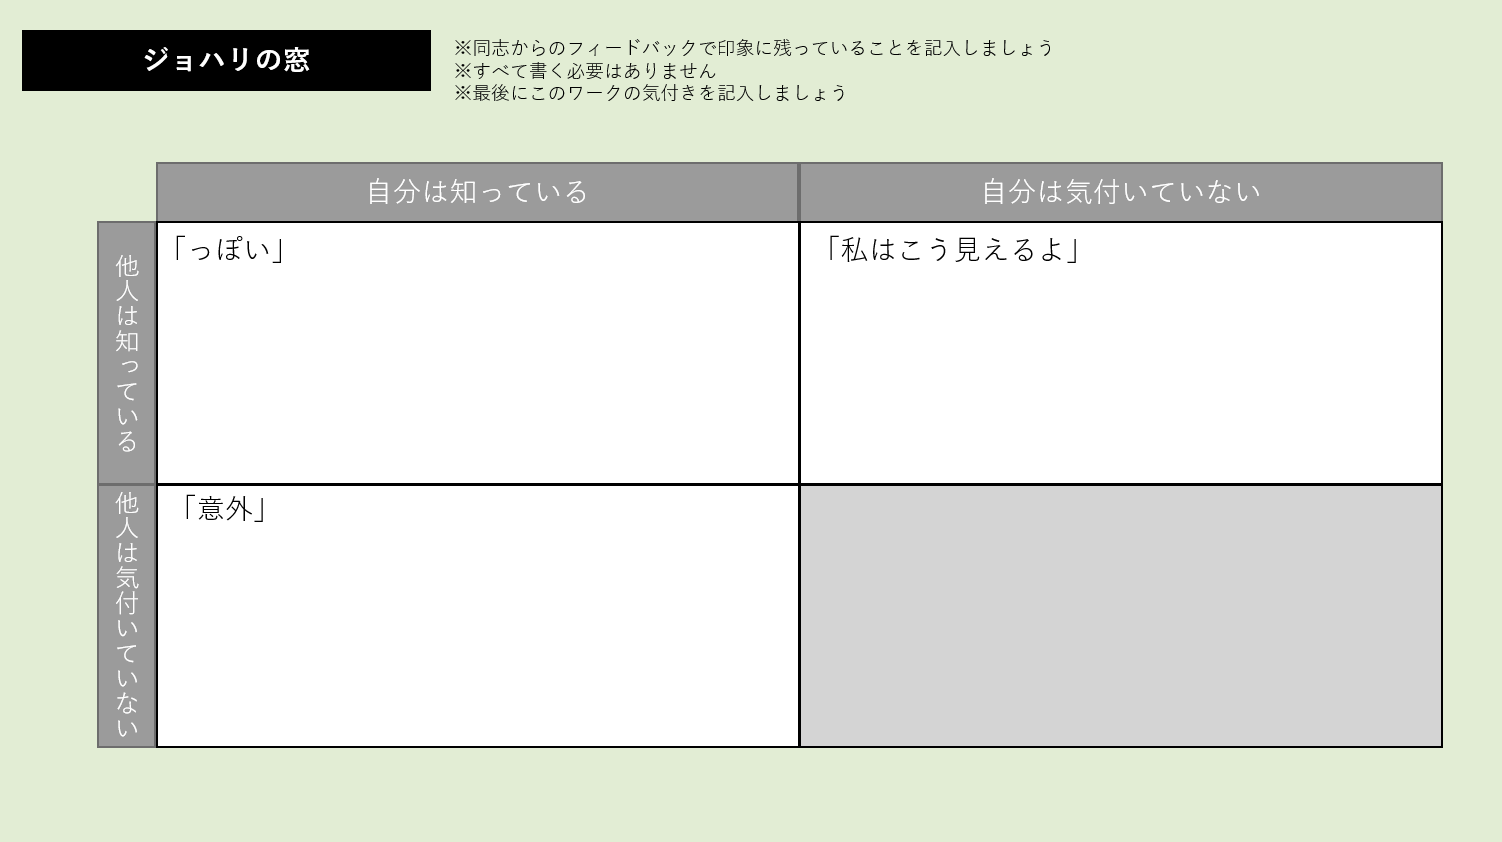 ジョハリの窓
※同志からのフィードバックで印象に残っていることを記入しましょう
※すべて書く必要はありません
※最後にこのワークの気付きを記入しましょう
自分は知っている
自分は気付いていない
他人は知っている
「っぽい」
「私はこう見えるよ」
他人は気付いていない
「意外」